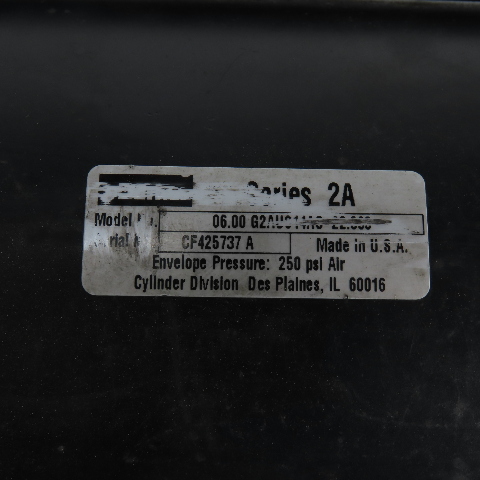 Series 2A
Model No. 06.00
Serial CF425737 A Made in U.S.A.
Envelope Pressure: 250 psi Air
Cylinder Division Des Plaines, IL 60016